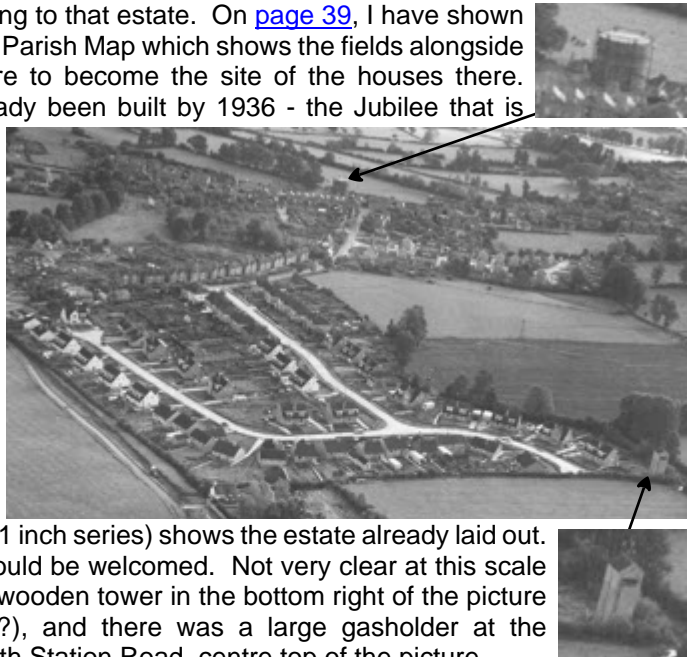 ing to that estate. On page 39, I have shown
Parish Map which shows the fields alongside
re to become the site of the houses there.
ady been built by 1936 - the Jubilee that is
1 inch series) shows the estate already laid out.
ould be welcomed. Not very clear at this scale
wooden tower in the bottom right of the picture
?), and there was a large gasholder at the
th Station Road, centre top of the picture.